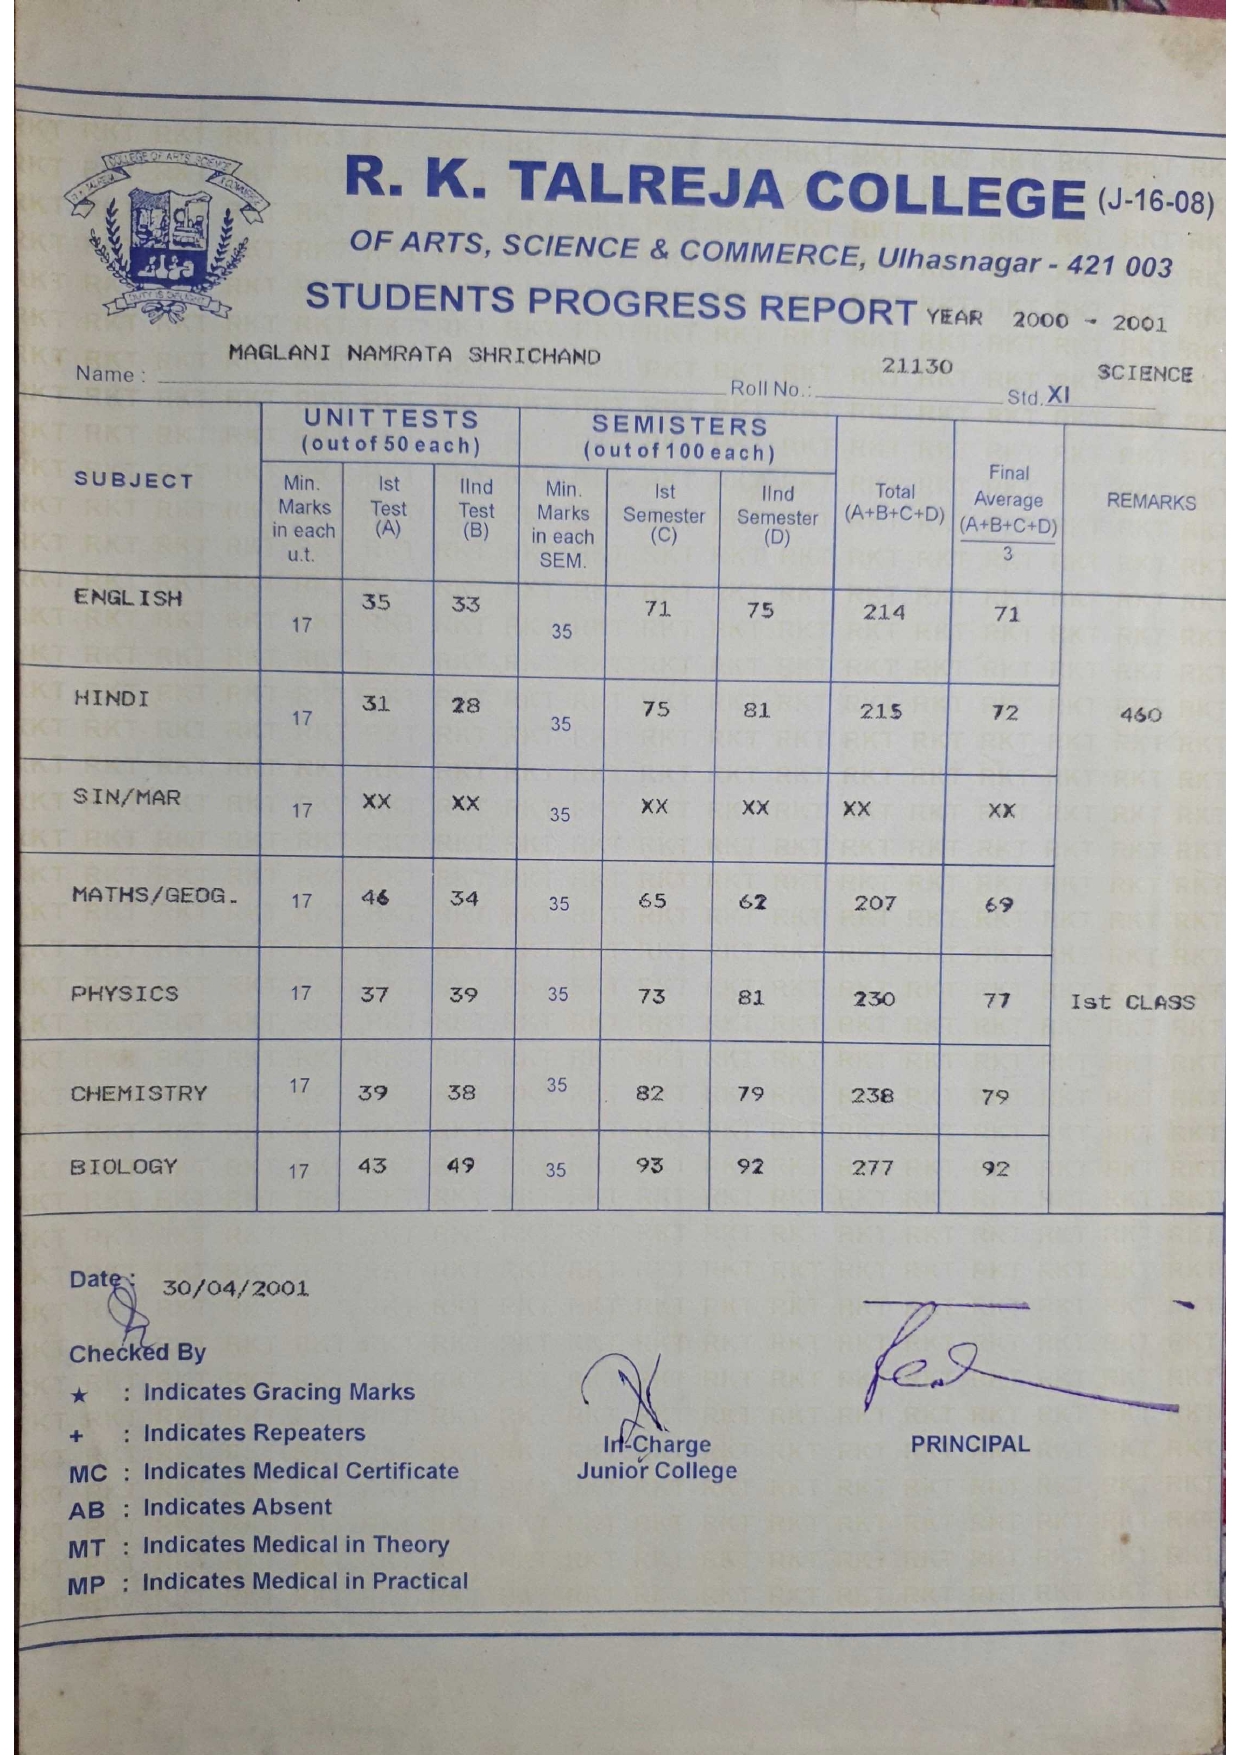 COLLEGE OF ARTS, SCIENCE
R.K. TALREJA & COMMERCE
DUTY IS DELIGHT
R. K. TALREJA COLLEGE (J-16-08)
OF ARTS, SCIENCE & COMMERCE, Ulhasnagar - 421 003
STUDENTS PROGRESS REPORT YEAR 2000 - 2001
Name : MAGLANI NAMRATA SHRICHAND Roll No.: 21130 Std. XI SCIENCE
SUBJECT UNIT TESTS (out of 50 each) SEMISTERS (out of 100 each) Total (A+B+C+D) Final Average (A+B+C+D) 3 REMARKS
Min. Marks in each u.t. Ist Test (A) IInd Test (B) Min. Marks in each SEM. Ist Semester (C) IInd Semester (D)
ENGLISH 17 35 33 35 71 75 214 71
HINDI 17 31 28 35 75 81 215 72 460
SIN/MAR 17 XX XX 35 XX XX XX XX
MATHS/GEOG. 17 46 34 35 65 62 207 69
PHYSICS 17 37 39 35 73 81 230 77 Ist CLASS
CHEMISTRY 17 39 38 35 82 79 238 79
BIOLOGY 17 43 49 35 93 92 277 92
Date : 30/04/2001
Checked By
★ : Indicates Gracing Marks
+ : Indicates Repeaters
MC : Indicates Medical Certificate
AB : Indicates Absent
MT : Indicates Medical in Theory
MP : Indicates Medical in Practical
In-Charge
Junior College
PRINCIPAL